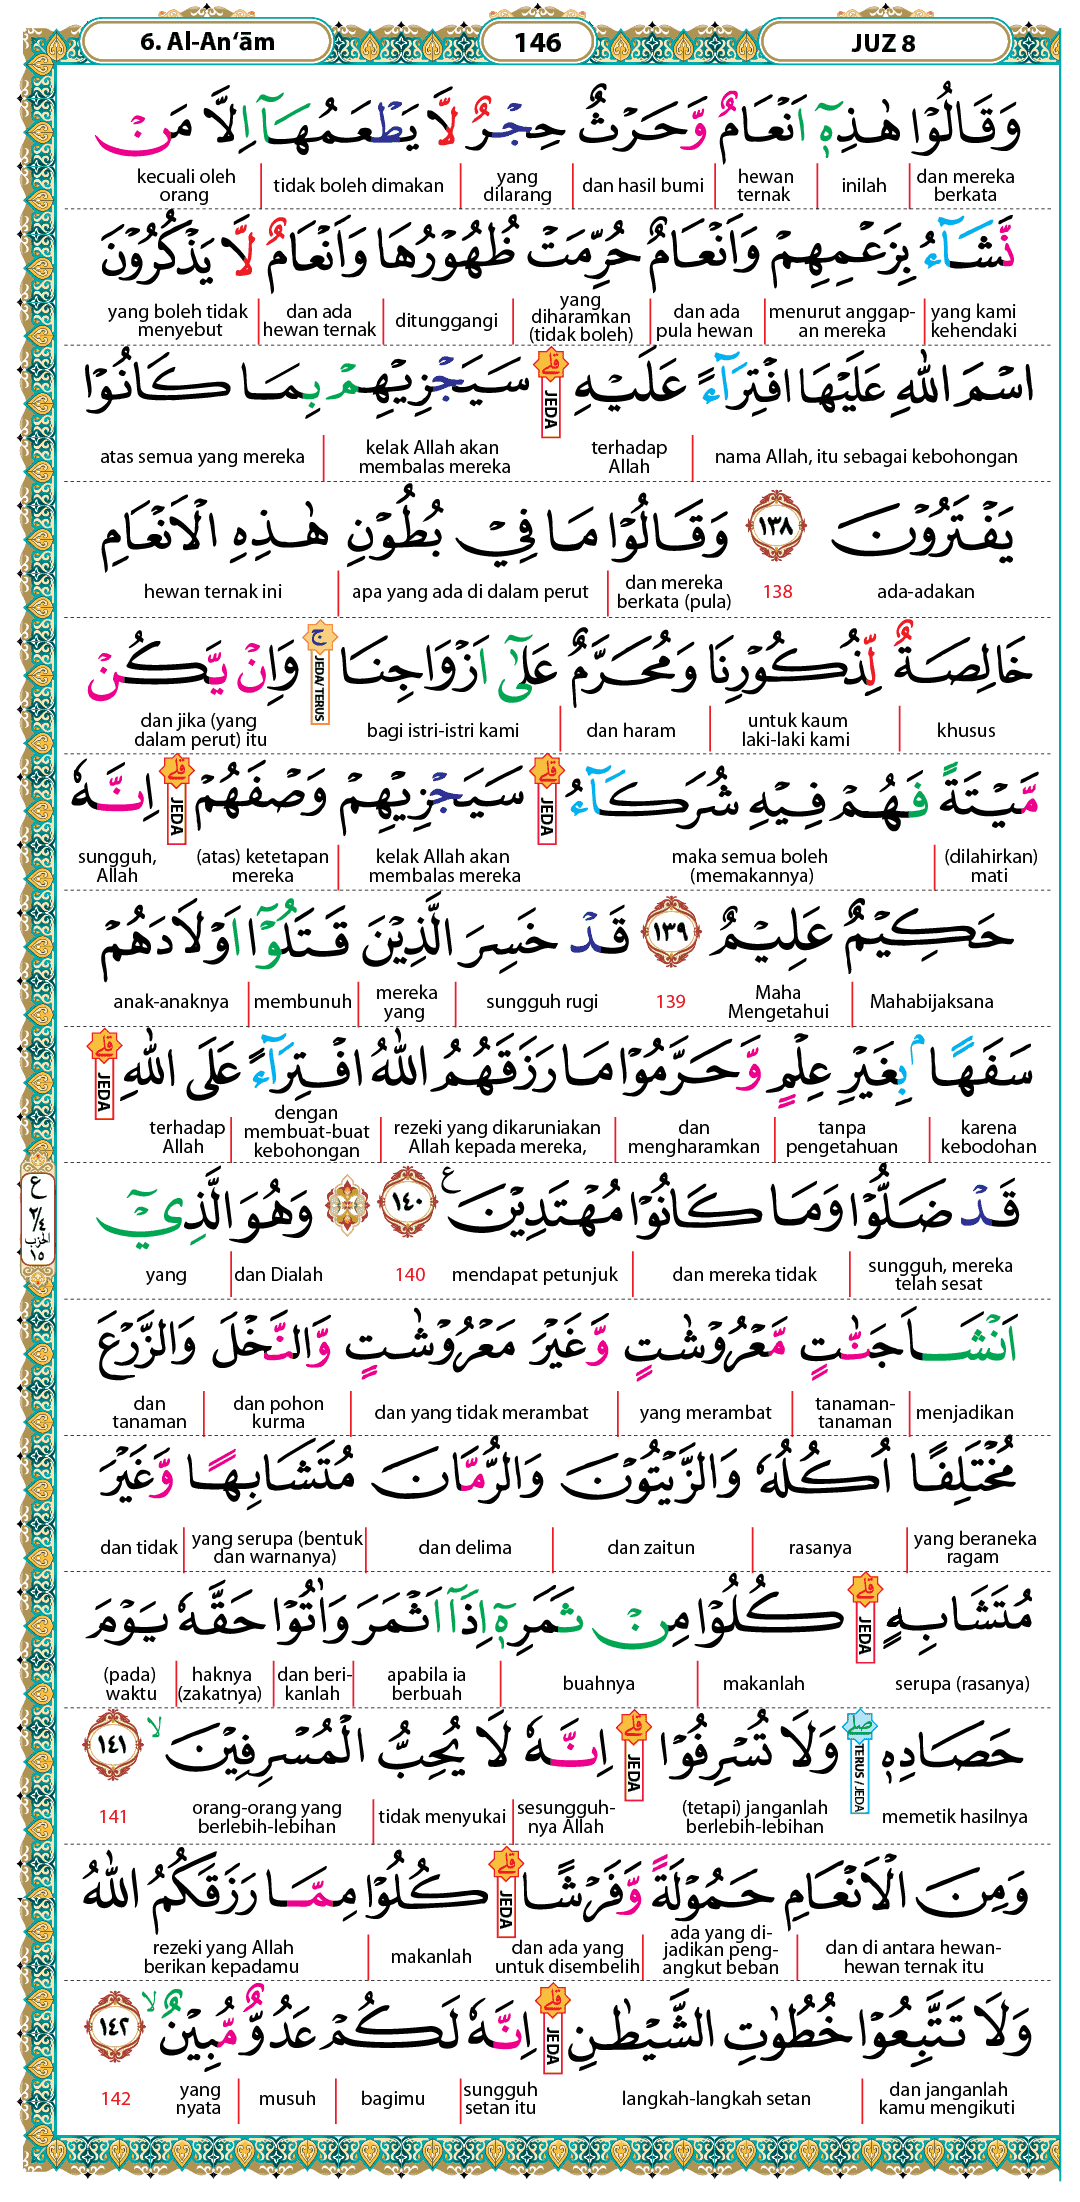 6. Al-An‘ām 146 JUZ 8
وَقَالُوْا هٰذِهٖٓ اَنْعَامٌ وَّحَرْثٌ حِجْرٌ لَّا يَطْعَمُهَآ اِلَّا مَنْ
dan mereka berkata | inilah | hewan ternak | dan hasil bumi | yang dilarang | tidak boleh dimakan | kecuali oleh orang
نَّشَاۤءُ بِزَعْمِهِمْ وَاَنْعَامٌ حُرِّمَتْ ظُهُوْرُهَا وَاَنْعَامٌ لَّا يَذْكُرُوْنَ
yang kami kehendaki | menurut anggap-an mereka | dan ada pula hewan | yang diharamkan (tidak boleh) | ditunggangi | dan ada hewan ternak | yang boleh tidak menyebut
اسْمَ اللّٰهِ عَلَيْهَا افْتِرَاۤءً عَلَيْهِ ۗ JEDA سَيَجْزِيْهِمْ بِمَا كَانُوْا
nama Allah, itu sebagai kebohongan | terhadap Allah kelak Allah akan membalas mereka | atas semua yang mereka
يَفْتَرُوْنَ ١٣٨ وَقَالُوْا مَا فِيْ بُطُوْنِ هٰذِهِ الْاَنْعَامِ
ada-adakan 138 dan mereka berkata (pula) | apa yang ada di dalam perut | hewan ternak ini
خَالِصَةٌ لِّذُكُوْرِنَا وَمُحَرَّمٌ عَلٰٓى اَزْوَاجِنَا ۚ JEDA/TERUS وَاِنْ يَّكُنْ
khusus | untuk kaum laki-laki kami | dan haram | bagi istri-istri kami dan jika (yang dalam perut) itu
مَّيْتَةً فَهُمْ فِيْهِ شُرَكَاۤءُ ۗ JEDA سَيَجْزِيْهِمْ وَصْفَهُمْ ۗ JEDA اِنَّهٗ
(dilahirkan) mati | maka semua boleh (memakannya) kelak Allah akan membalas mereka | (atas) ketetapan mereka sungguh, Allah
حَكِيْمٌ عَلِيْمٌ ١٣٩ قَدْ خَسِرَ الَّذِيْنَ قَتَلُوْٓا اَوْلَادَهُمْ
Mahabijaksana | Maha Mengetahui 139 sungguh rugi | mereka yang | membunuh | anak-anaknya
سَفَهًاۢ بِغَيْرِ عِلْمٍ وَّحَرَّمُوْا مَا رَزَقَهُمُ اللّٰهُ افْتِرَاۤءً عَلَى اللّٰهِ ۗ JEDA
karena kebodohan | tanpa pengetahuan | dan mengharamkan | rezeki yang dikaruniakan Allah kepada mereka, | dengan membuat-buat kebohongan | terhadap Allah
قَدْ ضَلُّوْا وَمَا كَانُوْا مُهْتَدِيْنَ ع ١٤٠ ۞ وَهُوَ الَّذِيْٓ
sungguh, mereka telah sesat | dan mereka tidak | mendapat petunjuk 140 dan Dialah | yang
ع ٣/٤ الحزب ١٥
اَنْشَاَ جَنّٰتٍ مَّعْرُوْشٰتٍ وَّغَيْرَ مَعْرُوْشٰتٍ وَّالنَّخْلَ وَالزَّرْعَ
menjadikan | tanaman-tanaman | yang merambat | dan yang tidak merambat | dan pohon kurma | dan tanaman
مُخْتَلِفًا اُكُلُهٗ وَالزَّيْتُوْنَ وَالرُّمَّانَ مُتَشَابِهًا وَّغَيْرَ
yang beraneka ragam | rasanya | dan zaitun | dan delima | yang serupa (bentuk dan warnanya) | dan tidak
مُتَشَابِهٍ ۗ JEDA كُلُوْا مِنْ ثَمَرِهٖٓ اِذَآ اَثْمَرَ وَاٰتُوْا حَقَّهٗ يَوْمَ
serupa (rasanya) makanlah | buahnya | apabila ia berbuah | dan beri-kanlah | haknya (zakatnya) | (pada) waktu
حَصَادِهٖ ۖ TERUS / JEDA وَلَا تُسْرِفُوْا ۗ JEDA اِنَّهٗ لَا يُحِبُّ الْمُسْرِفِيْنَ ۙ ١٤١
memetik hasilnya (tetapi) janganlah berlebih-lebihan sesungguh-nya Allah | tidak menyukai | orang-orang yang berlebih-lebihan 141
وَمِنَ الْاَنْعَامِ حَمُوْلَةً وَّفَرْشًا ۗ JEDA كُلُوْا مِمَّا رَزَقَكُمُ اللّٰهُ
dan di antara hewan-hewan ternak itu | ada yang di-jadikan peng-angkut beban | dan ada yang untuk disembelih makanlah | rezeki yang Allah berikan kepadamu
وَلَا تَتَّبِعُوْا خُطُوٰتِ الشَّيْطٰنِ ۗ JEDA اِنَّهٗ لَكُمْ عَدُوٌّ مُّبِيْنٌ ۙ ١٤٢
dan janganlah kamu mengikuti | langkah-langkah setan | sungguh setan itu | bagimu | musuh | yang nyata 142